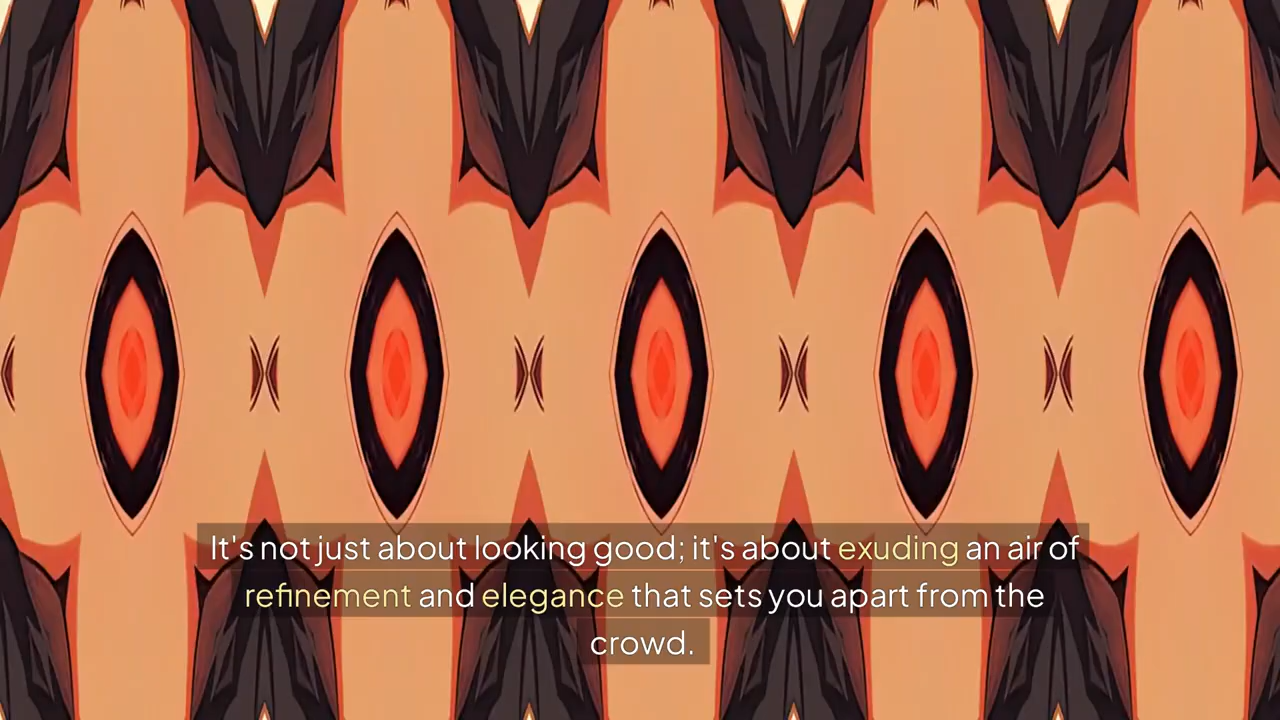 It's not just about looking good; it's about exuding an air of
refinement and elegance that sets you apart from the
crowd.